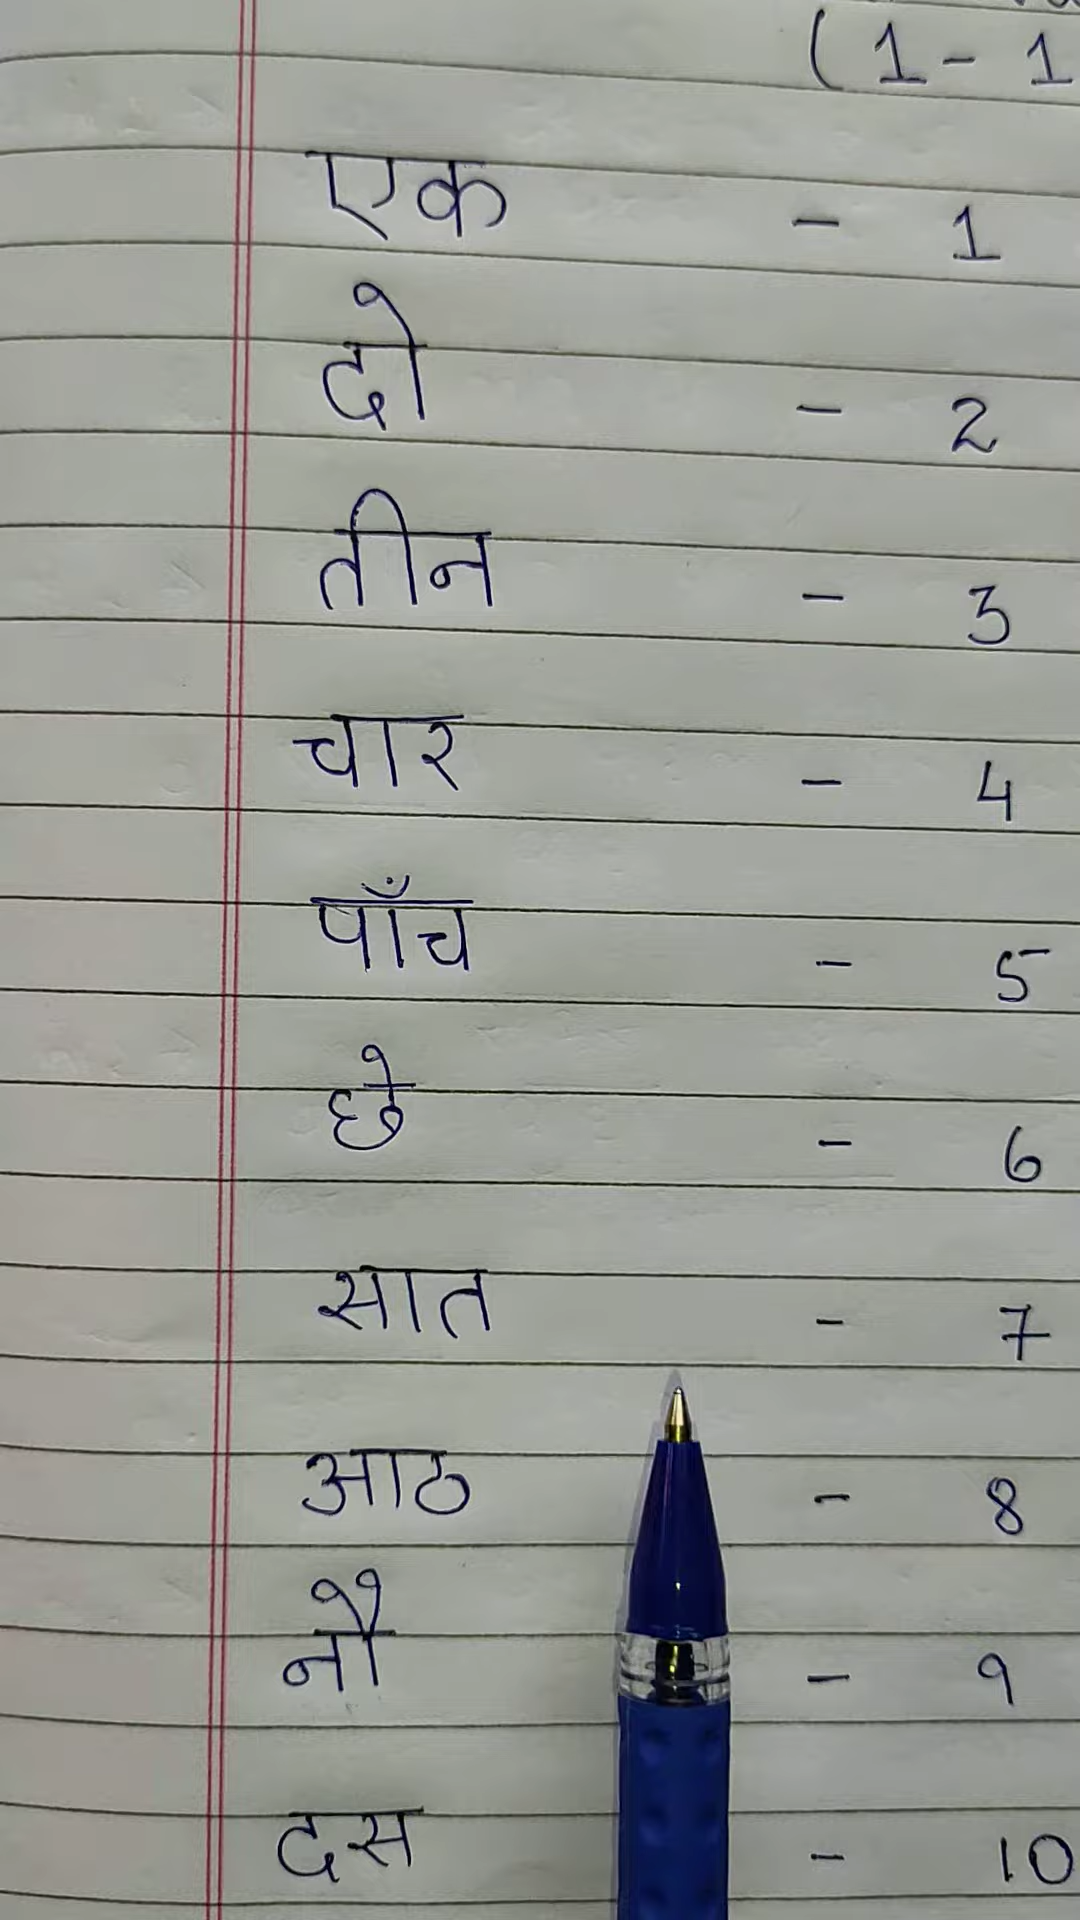 (1 - 1
एक - 1
दो - 2
तीन - 3
चार - 4
पाँच - 5
छे - 6
सात - 7
आठ - 8
नौ - 9
दस - 10